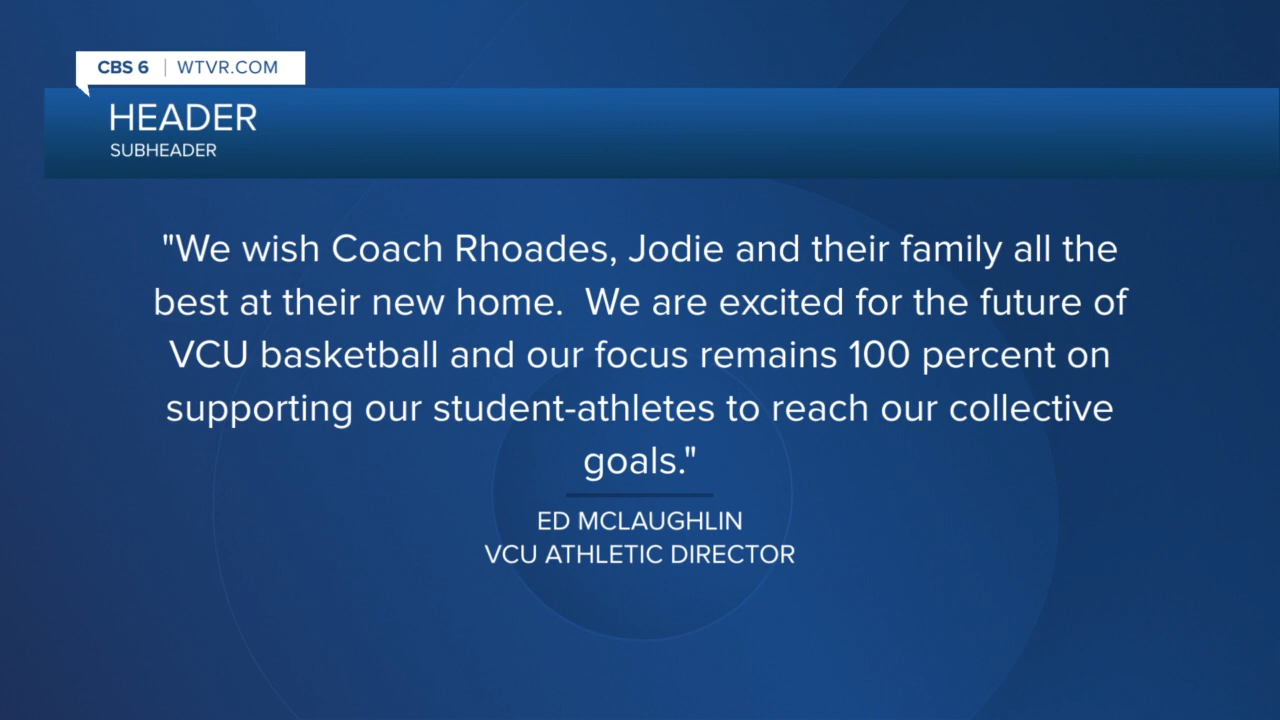 CBS 6 | WTVR.COM
HEADER
SUBHEADER
"We wish Coach Rhoades, Jodie and their family all the
best at their new home.  We are excited for the future of
VCU basketball and our focus remains 100 percent on
supporting our student-athletes to reach our collective
goals."
ED MCLAUGHLIN
VCU ATHLETIC DIRECTOR